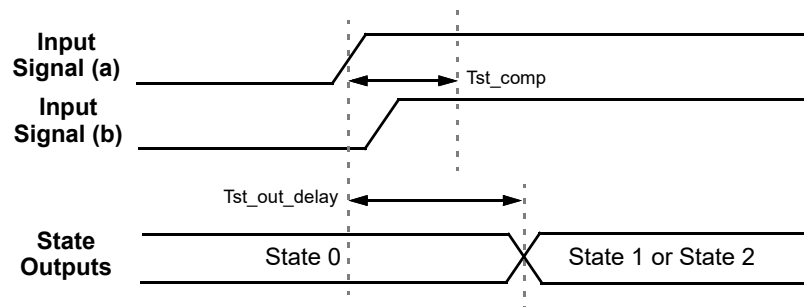 Input
Signal (a)
Tst_comp
Input
Signal (b)
Tst_out_delay
State
Outputs
State 0
State 1 or State 2